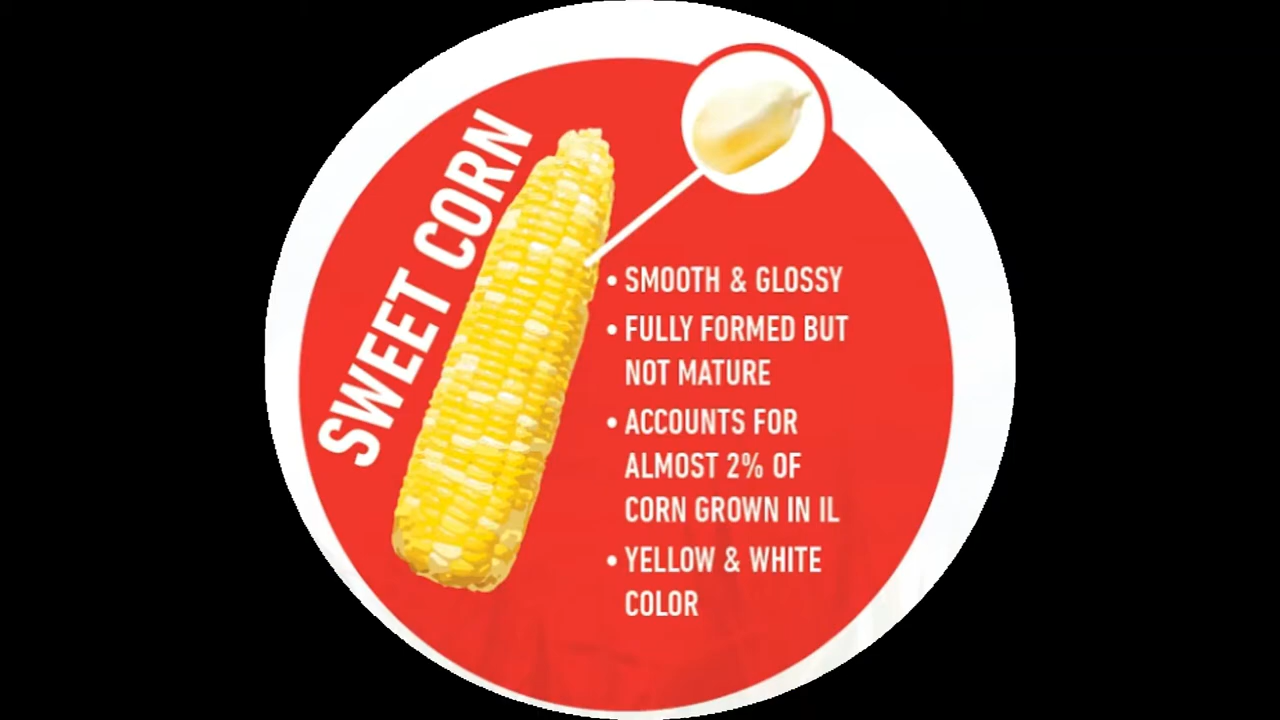 SWEET CORN
• SMOOTH & GLOSSY
• FULLY FORMED BUT
NOT MATURE
• ACCOUNTS FOR
ALMOST 2% OF
CORN GROWN IN IL
• YELLOW & WHITE
COLOR